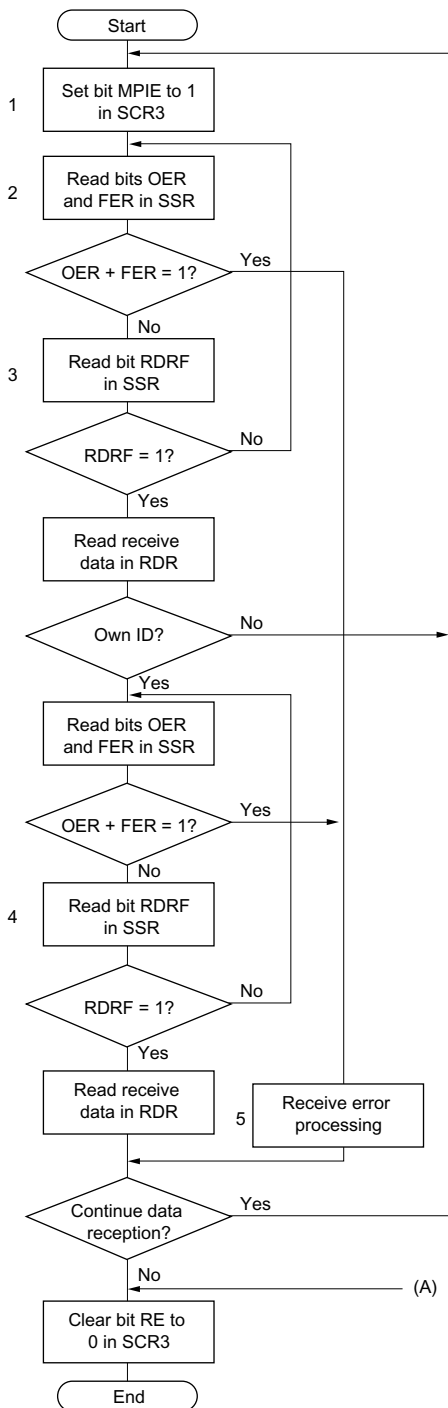 Start
1
Set bit MPIE to 1
in SCR3
2
Read bits OER
and FER in SSR
OER + FER = 1?
Yes
No
3
Read bit RDRF
in SSR
RDRF = 1?
No
Yes
Read receive
data in RDR
Own ID?
No
Yes
Read bits OER
and FER in SSR
OER + FER = 1?
Yes
No
4
Read bit RDRF
in SSR
RDRF = 1?
No
Yes
Read receive
data in RDR
5
Receive error
processing
Continue data
reception?
Yes
No
(A)
Clear bit RE to
0 in SCR3
End